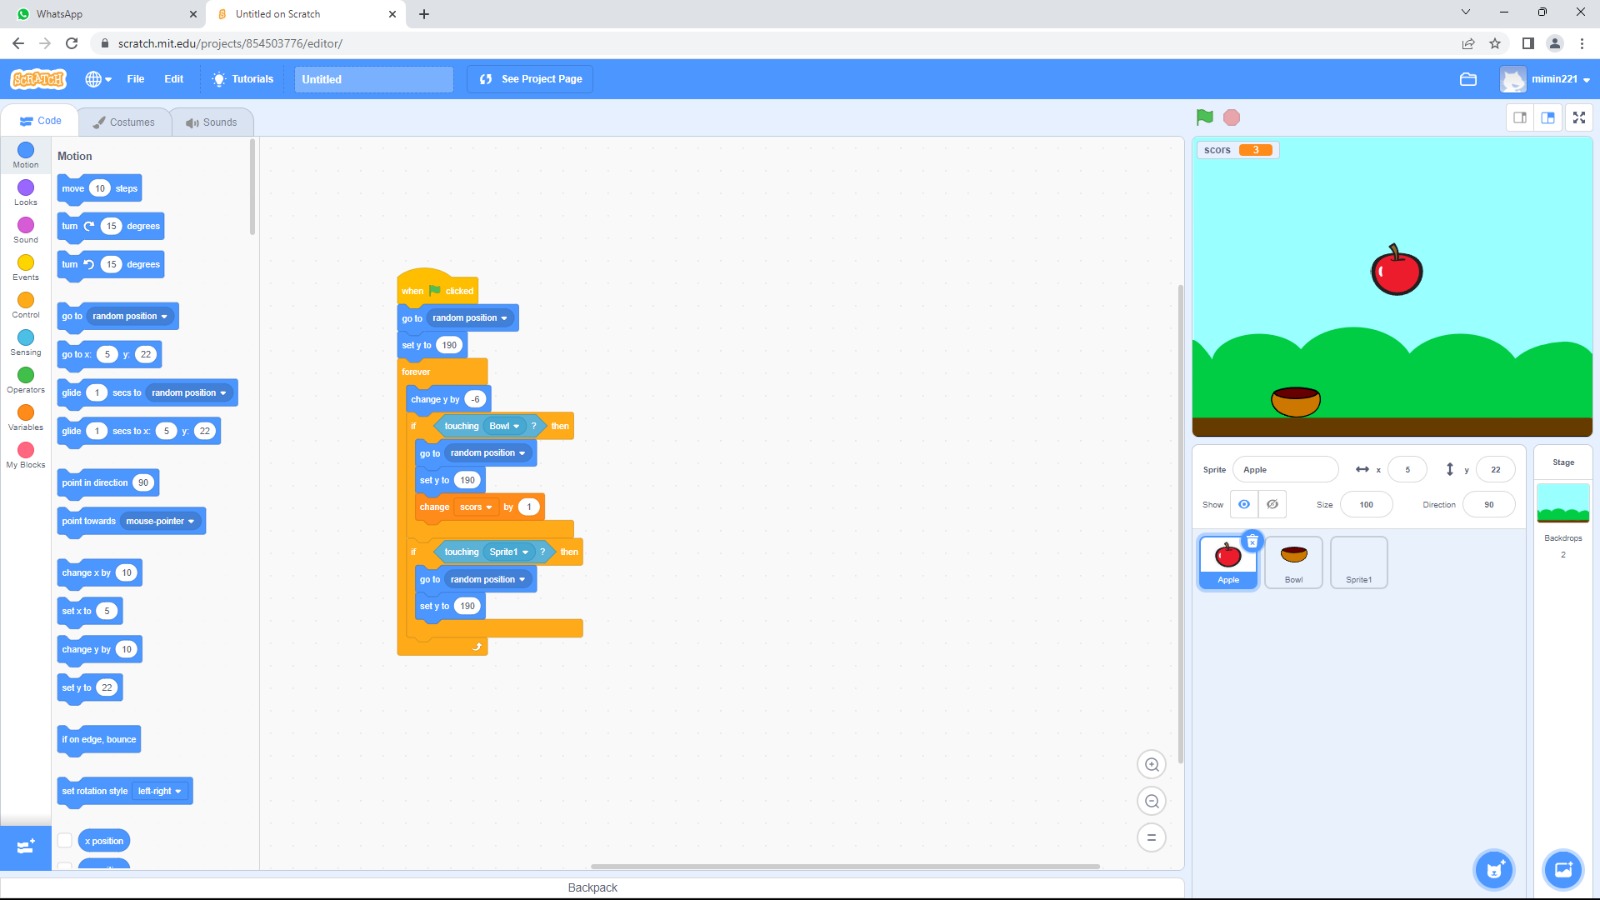 WhatsApp
Untitled on Scratch
scratch.mit.edu/projects/854503776/editor/
SCRATCH
File
Edit
Tutorials
Untitled
See Project Page
mimin221
Code
Costumes
Sounds
Motion
Looks
Sound
Events
Control
Sensing
Operators
Variables
My Blocks
Motion
move 10 steps
turn 15 degrees
turn 15 degrees
go to random position
go to x: 5 y: 22
glide 1 secs to random position
glide 1 secs to x: 5 y: 22
point in direction 90
point towards mouse-pointer
change x by 10
set x to 5
change y by 10
set y to 22
if on edge, bounce
set rotation style left-right
x position
when clicked
go to random position
set y to 190
forever
change y by -6
if touching Bowl ? then
go to random position
set y to 190
change scors by 1
if touching Sprite1 ? then
go to random position
set y to 190
Backpack
scors 3
Sprite Apple x 5 y 22
Show Size 100 Direction 90
Apple
Bowl
Sprite1
Stage
Backdrops
2